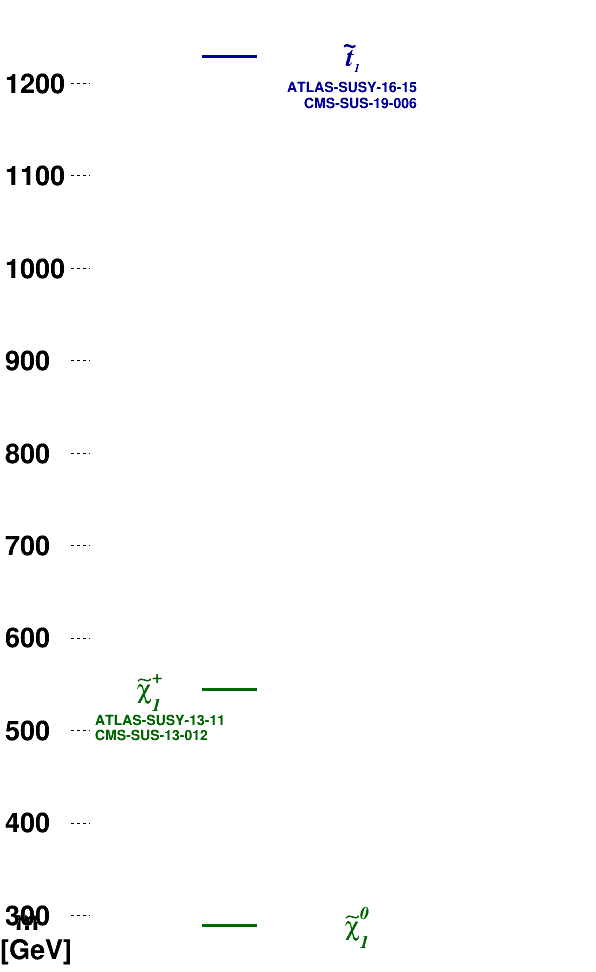 t̃₁
1200
ATLAS-SUSY-16-15
CMS-SUS-19-006
1100
1000
900
800
700
600
χ̃₁⁺
ATLAS-SUSY-13-11
500
CMS-SUS-13-012
400
300
χ̃₁⁰
m
[GeV]